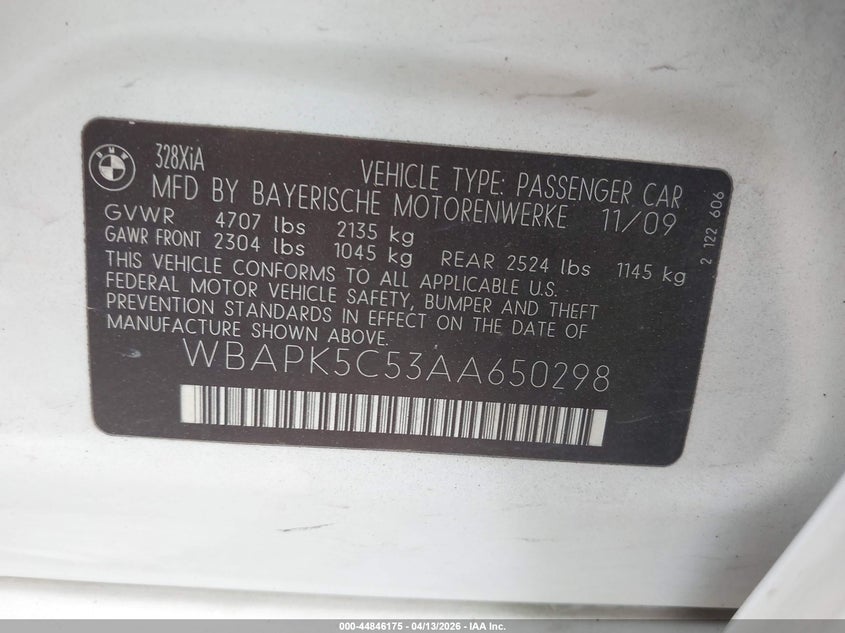 BMW
328XiA
VEHICLE TYPE: PASSENGER CAR
MFD BY BAYERISCHE MOTORENWERKE 11/09
GVWR 4707 lbs 2135 kg
GAWR FRONT 2304 lbs 1045 kg REAR 2524 lbs 1145 kg
THIS VEHICLE CONFORMS TO ALL APPLICABLE U.S.
FEDERAL MOTOR VEHICLE SAFETY, BUMPER AND THEFT
PREVENTION STANDARDS IN EFFECT ON THE DATE OF
MANUFACTURE SHOWN ABOVE.
WBAPK5C53AA650298
2 122 606
000-44846175 - 04/13/2026 - IAA Inc.